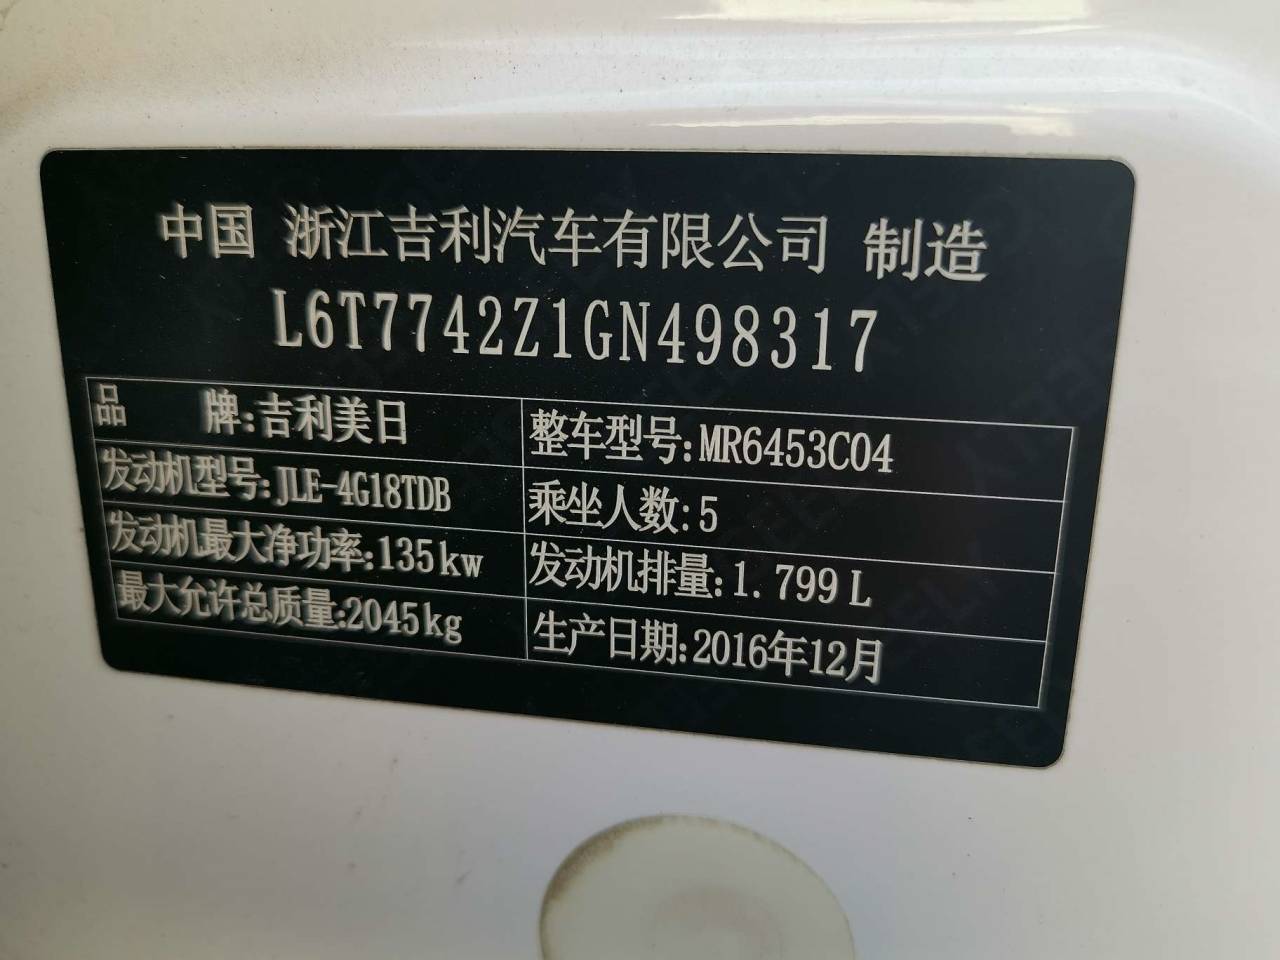 中国 浙江吉利汽车有限公司 制造
L6T7742Z1GN498317
品 牌:吉利美日 整车型号:MR6453C04
发动机型号:JLE-4G18TDB 乘坐人数:5
发动机最大净功率:135kw 发动机排量:1.799L
最大允许总质量:2045kg 生产日期:2016年12月